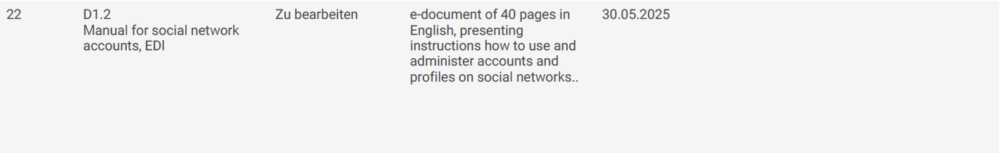 22
D1.2
Manual for social network
accounts, EDI
Zu bearbeiten
e-document of 40 pages in
English, presenting
instructions how to use and
administer accounts and
profiles on social networks..
30.05.2025